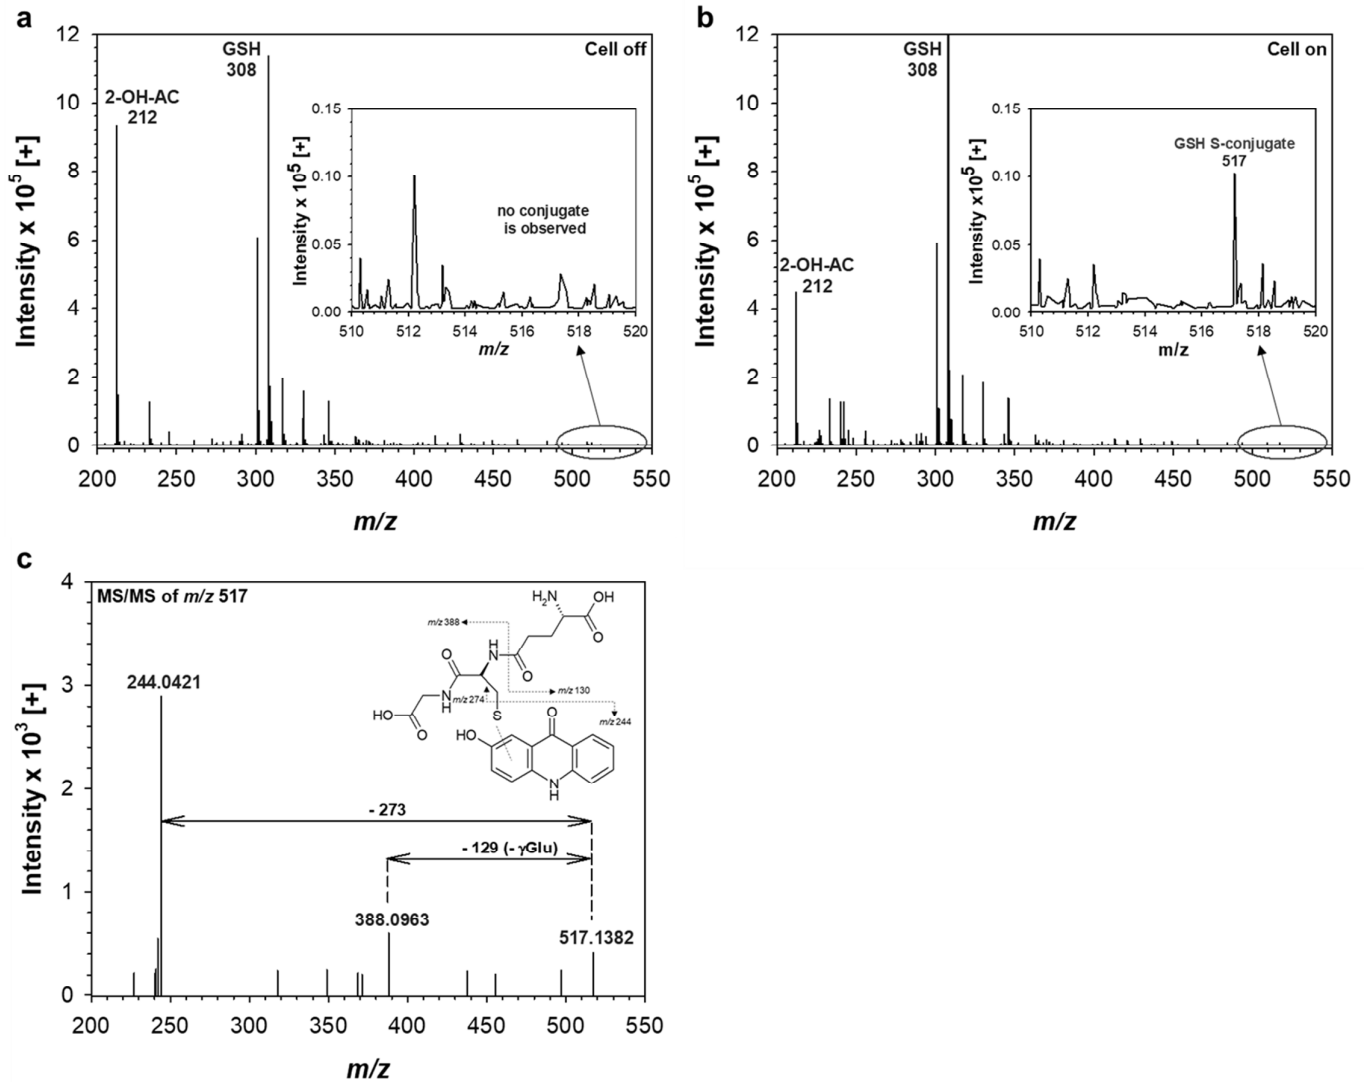 a
Cell off
GSH
308
2-OH-AC
212
Intensity x 10⁵ [+]
12
10
8
6
4
2
0
200 250 300 350 400 450 500 550
m/z
Intensity x 10⁵ [+]
0.15
0.10
0.05
0.00
no conjugate
is observed
510 512 514 516 518 520
m/z
b
Cell on
GSH
308
2-OH-AC
212
Intensity x 10⁵ [+]
12
10
8
6
4
2
0
200 250 300 350 400 450 500 550
m/z
Intensity x10⁵ [+]
0.15
0.10
0.05
0.00
GSH S-conjugate
517
510 512 514 516 518 520
m/z
c
MS/MS of m/z 517
Intensity x 10³ [+]
4
3
2
1
0
244.0421
- 273
- 129 (- γGlu)
388.0963
517.1382
H₂N
OH
O
m/z 388
H
N
O
O
m/z 130
N
H
m/z 274
m/z 244
HO
O
S
O
HO
N
H
200 250 300 350 400 450 500 550
m/z